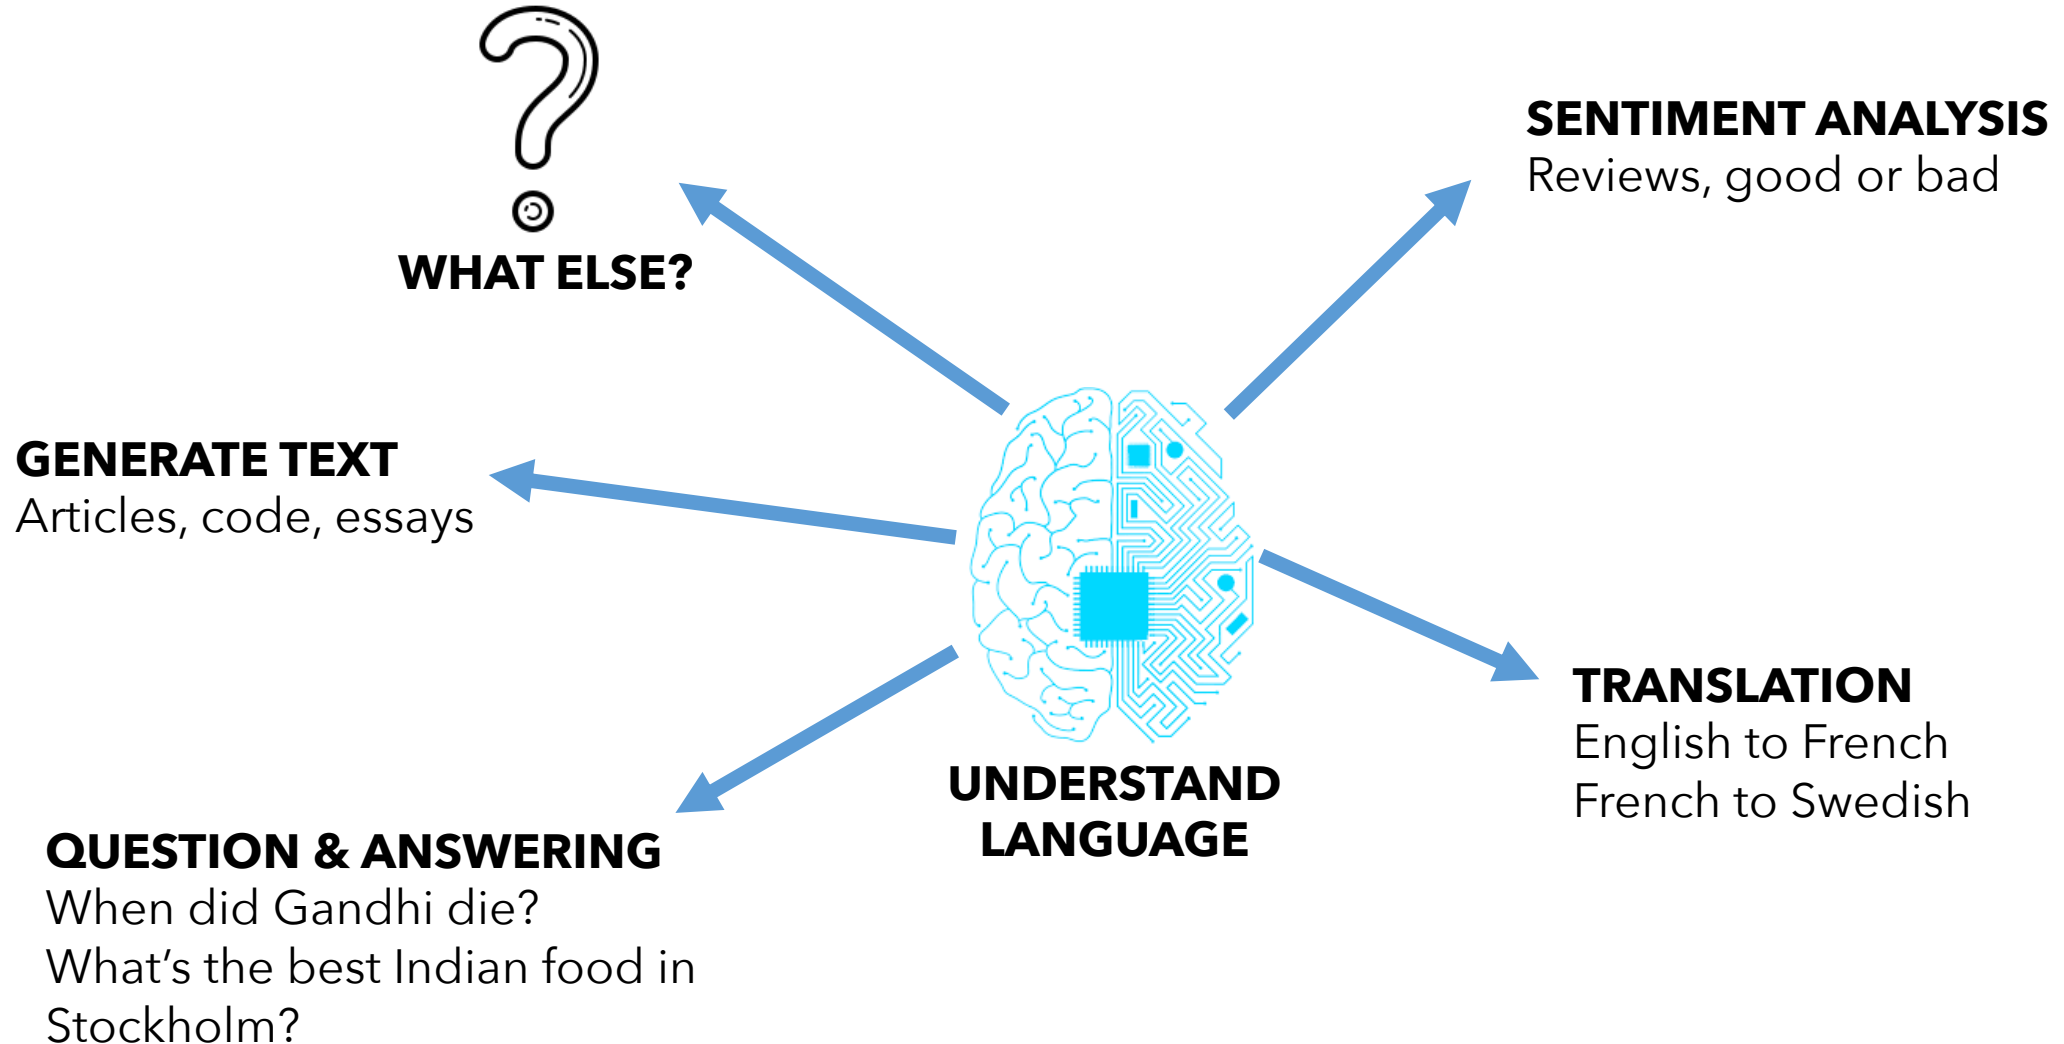 WHAT ELSE?
SENTIMENT ANALYSIS
Reviews, good or bad
GENERATE TEXT
Articles, code, essays
TRANSLATION
English to French
French to Swedish
UNDERSTAND
LANGUAGE
QUESTION & ANSWERING
When did Gandhi die?
What’s the best Indian food in
Stockholm?